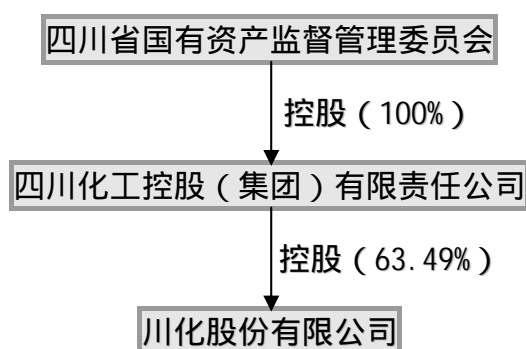 四川省国有资产监督管理委员会
控股（100%）
四川化工控股（集团）有限责任公司
控股（63.49%）
川化股份有限公司